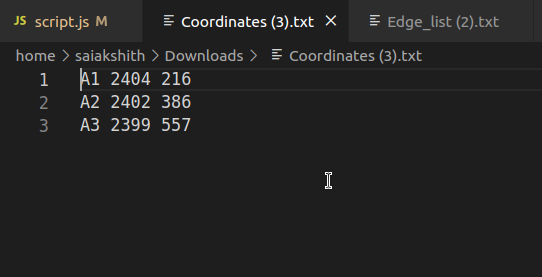 JS script.js M Coordinates (3).txt Edge_list (2).txt
home > saiakshith > Downloads > Coordinates (3).txt
1 A1 2404 216
2 A2 2402 386
3 A3 2399 557